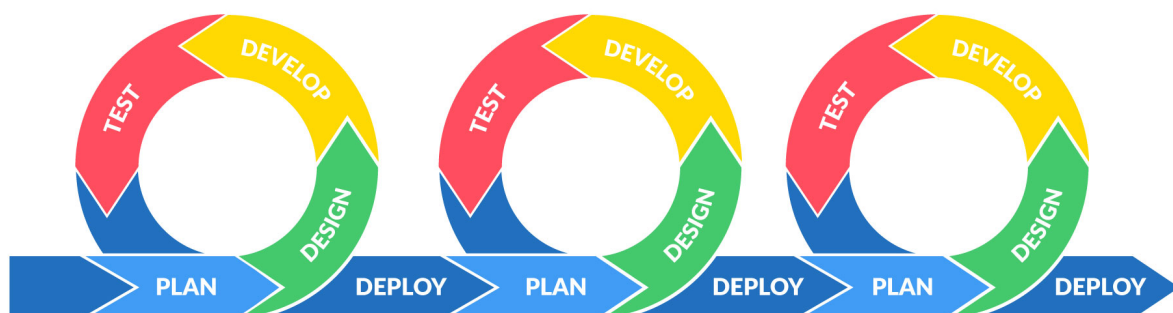 DEVELOP
TEST
DESIGN
PLAN
DEPLOY
DEVELOP
TEST
DESIGN
PLAN
DEPLOY
DEVELOP
TEST
DESIGN
PLAN
DEPLOY